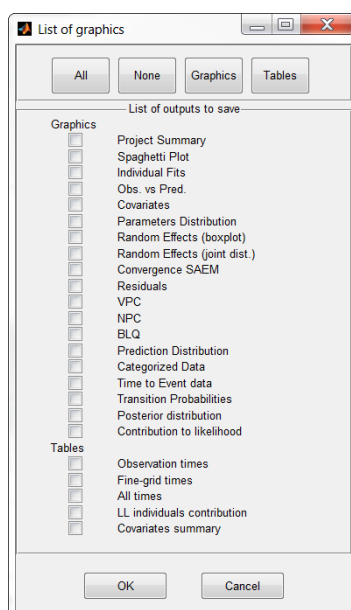 List of graphics
All None Graphics Tables
List of outputs to save
Graphics
Project Summary
Spaghetti Plot
Individual Fits
Obs. vs Pred.
Covariates
Parameters Distribution
Random Effects (boxplot)
Random Effects (joint dist.)
Convergence SAEM
Residuals
VPC
NPC
BLQ
Prediction Distribution
Categorized Data
Time to Event data
Transition Probabilities
Posterior distribution
Contribution to likelihood
Tables
Observation times
Fine-grid times
All times
LL individuals contribution
Covariates summary
OK Cancel